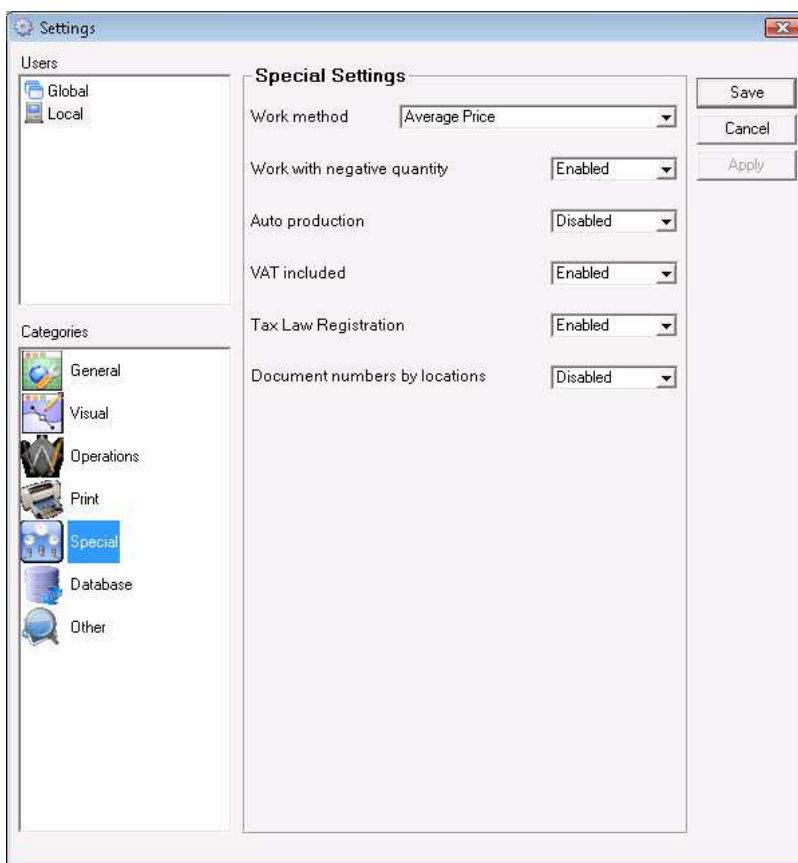 Settings
Users
Global
Local
Categories
General
Visual
Operations
Print
Special
Database
Other
Special Settings
Work method Average Price
Work with negative quantity Enabled
Auto production Disabled
VAT included Enabled
Tax Law Registration Enabled
Document numbers by locations Disabled
Save
Cancel
Apply